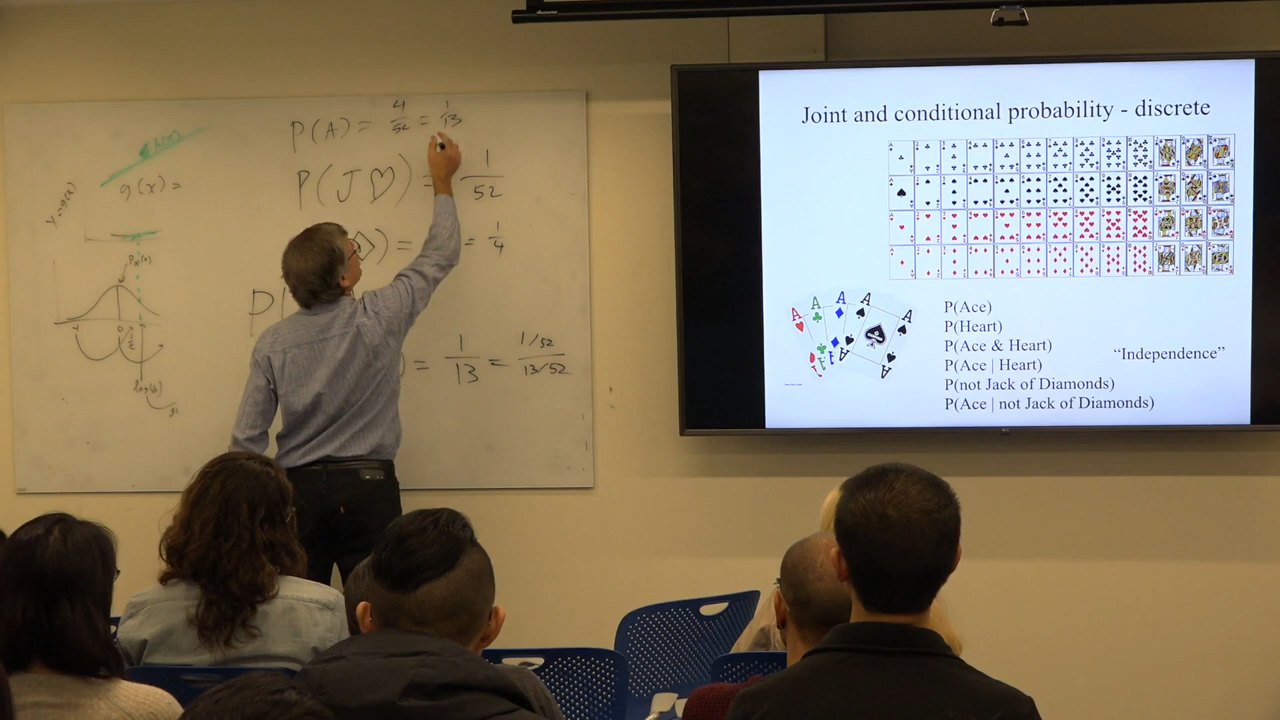 P(A) = 4/52 = 1/13
P(J♡) = 1/52
◇) = = 1/4
P(
) = 1/13 = 1/52 / 13/52
g(x) =
y=g(x)
Joint and conditional probability - discrete
P(Ace)
P(Heart)
P(Ace & Heart)
P(Ace | Heart)
P(not Jack of Diamonds)
P(Ace | not Jack of Diamonds)
“Independence”